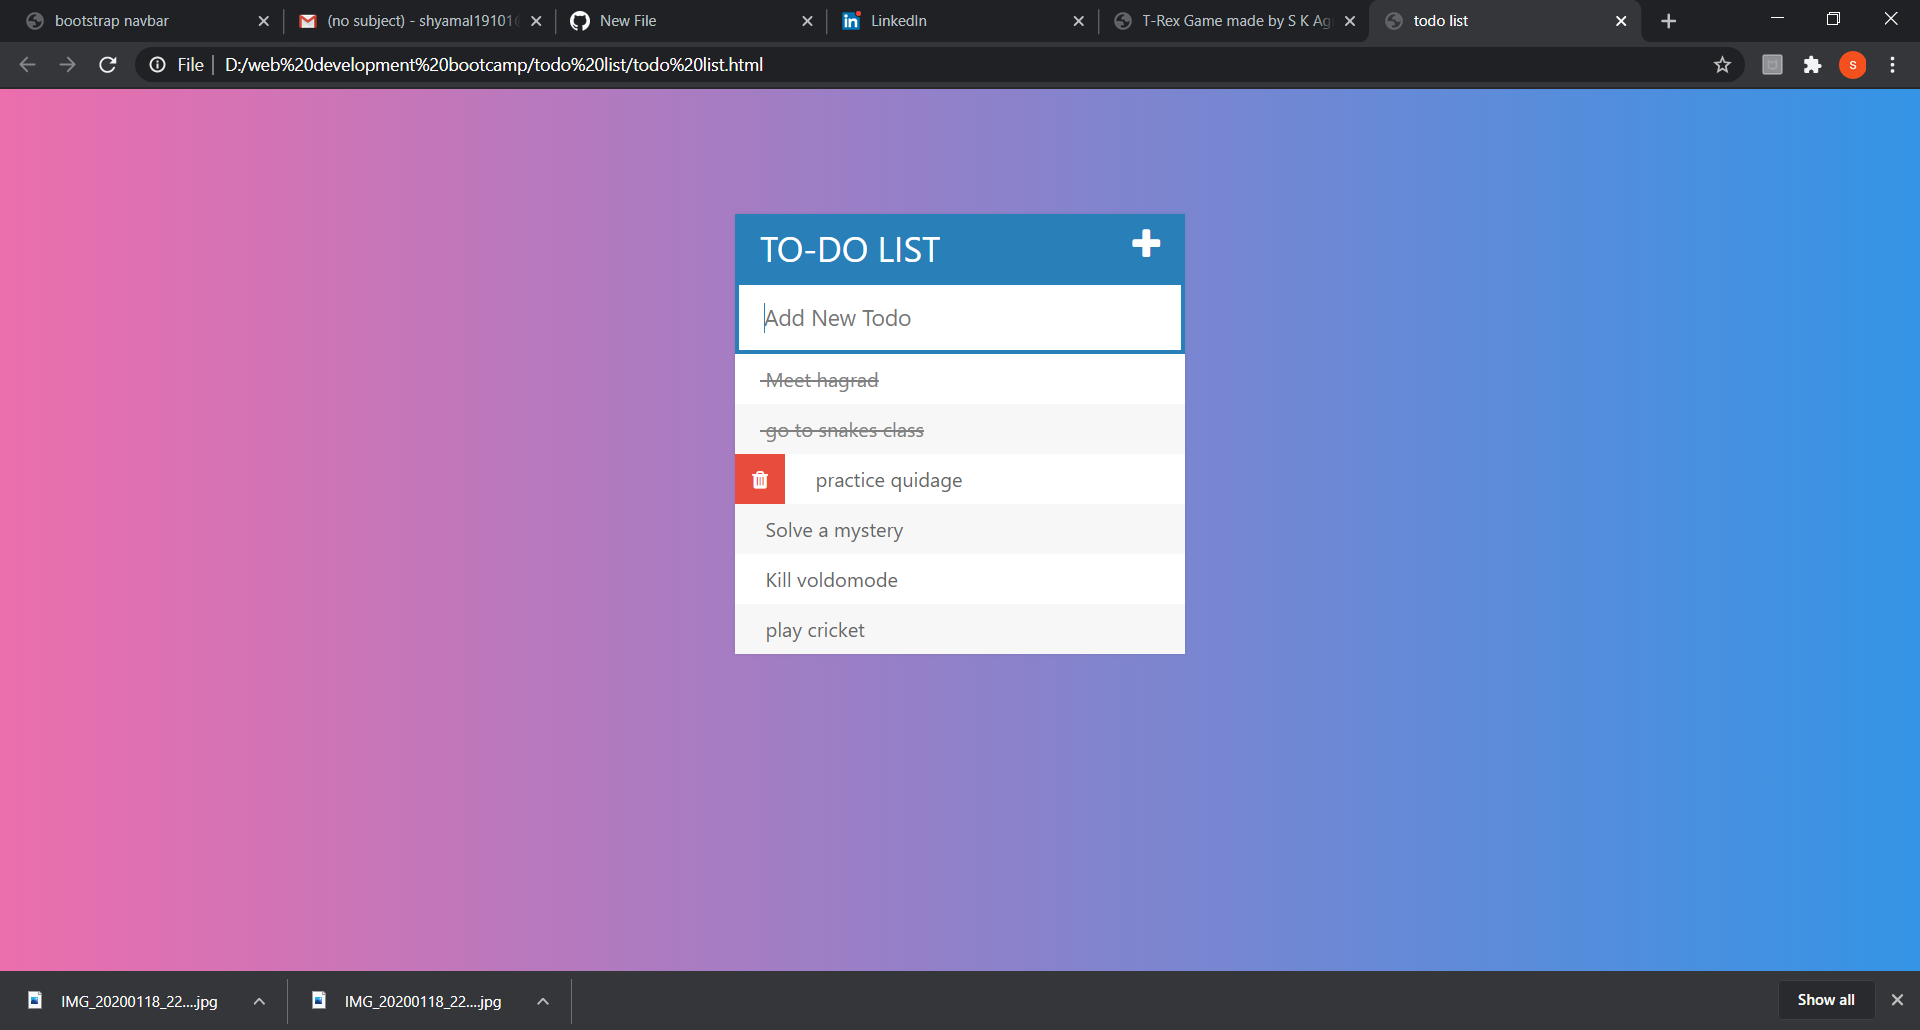 bootstrap navbar
(no subject) - shyamal19101
New File
LinkedIn
T-Rex Game made by S K Ag
todo list
File
D:/web%20development%20bootcamp/todo%20list/todo%20list.html
S
TO-DO LIST
Add New Todo
Meet hagrad
go to snakes class
practice quidage
Solve a mystery
Kill voldomode
play cricket
IMG_20200118_22....jpg
IMG_20200118_22....jpg
Show all